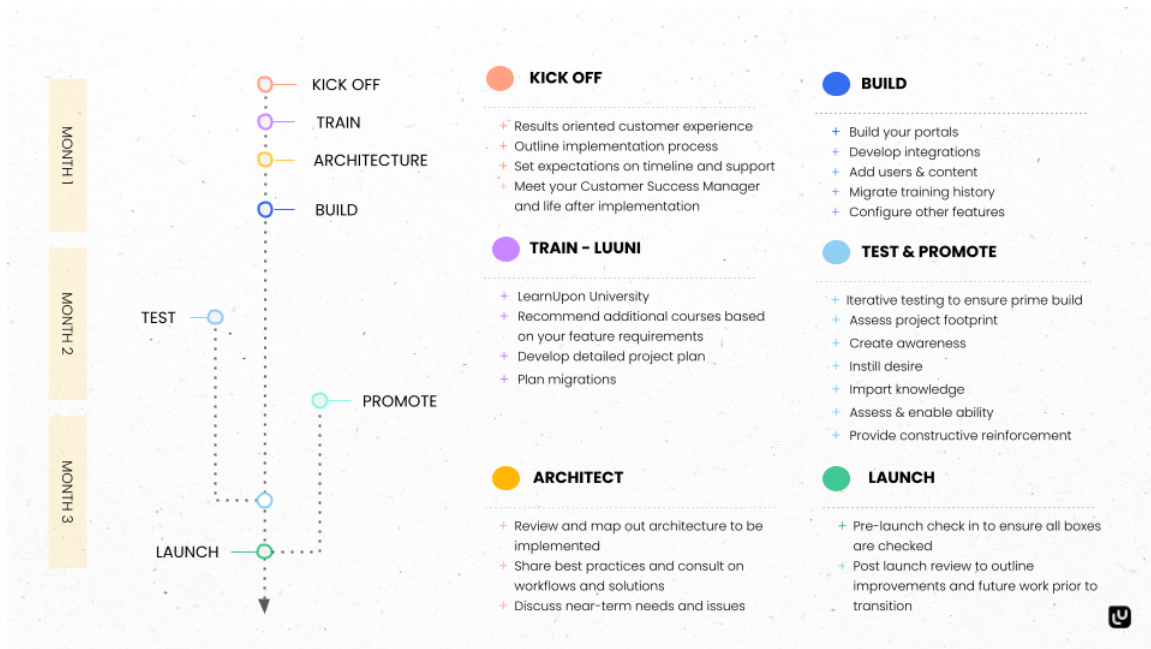 MONTH 1
MONTH 2
MONTH 3
KICK OFF
TRAIN
ARCHITECTURE
BUILD
TEST
PROMOTE
LAUNCH
KICK OFF
+ Results oriented customer experience
+ Outline implementation process
+ Set expectations on timeline and support
+ Meet your Customer Success Manager
and life after implementation
TRAIN - LUUNI
+ LearnUpon University
+ Recommend additional courses based
on your feature requirements
+ Develop detailed project plan
+ Plan migrations
ARCHITECT
+ Review and map out architecture to be
implemented
+ Share best practices and consult on
workflows and solutions
+ Discuss near-term needs and issues
BUILD
+ Build your portals
+ Develop integrations
+ Add users & content
+ Migrate training history
+ Configure other features
TEST & PROMOTE
+ Iterative testing to ensure prime build
+ Assess project footprint
+ Create awareness
+ Instill desire
+ Impart knowledge
+ Assess & enable ability
+ Provide constructive reinforcement
LAUNCH
+ Pre-launch check in to ensure all boxes
are checked
+ Post launch review to outline
improvements and future work prior to
transition
LU